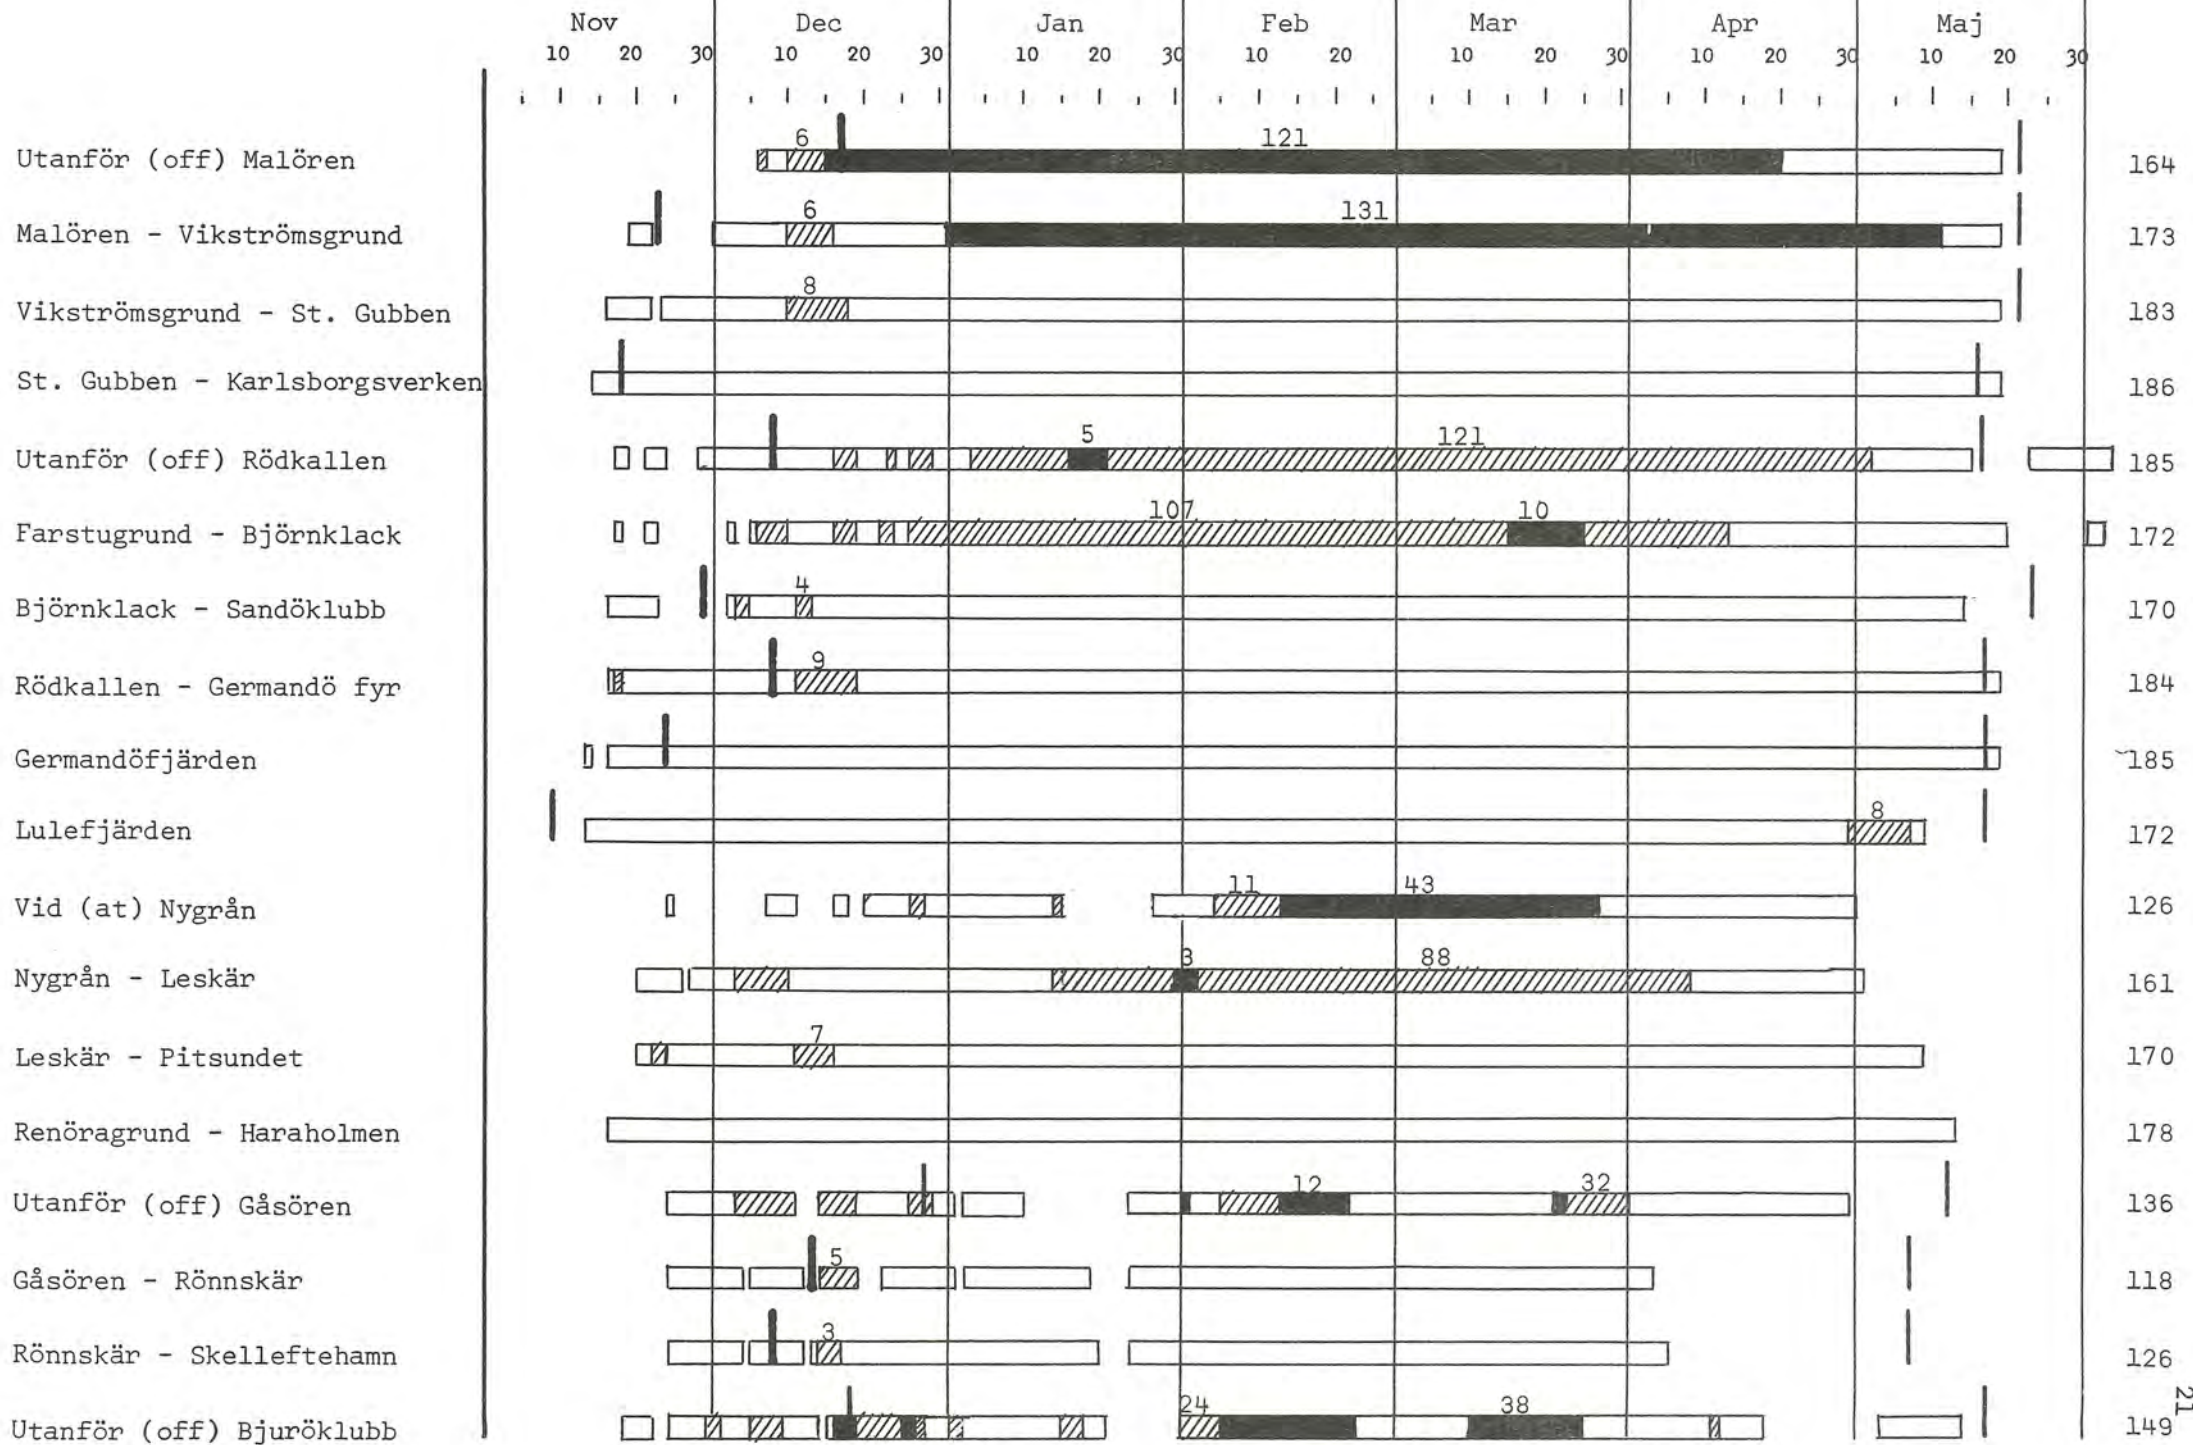 Nov Dec Jan Feb Mar Apr Maj
10 20 30 10 20 30 10 20 30 10 20 10 20 30 10 20 30 10 20 30
6 121
Utanför (off) Malören 164
6 131
Malören - Vikströmsgrund 173
8
Vikströmsgrund - St. Gubben 183
St. Gubben - Karlsborgsverken 186
5 121
Utanför (off) Rödkallen 185
107 10
Farstugrund - Björnklack 172
4
Björnklack - Sandöklubb 170
9
Rödkallen - Germandö fyr 184
Germandöfjärden 185
8
Lulefjärden 172
11 43
Vid (at) Nygrån 126
3 88
Nygrån - Leskär 161
7
Leskär - Pitsundet 170
Renöragrund - Haraholmen 178
12 32
Utanför (off) Gåsören 136
5
Gåsören - Rönnskär 118
3
Rönnskär - Skelleftehamn 126
24 38
Utanför (off) Bjuröklubb 149
21